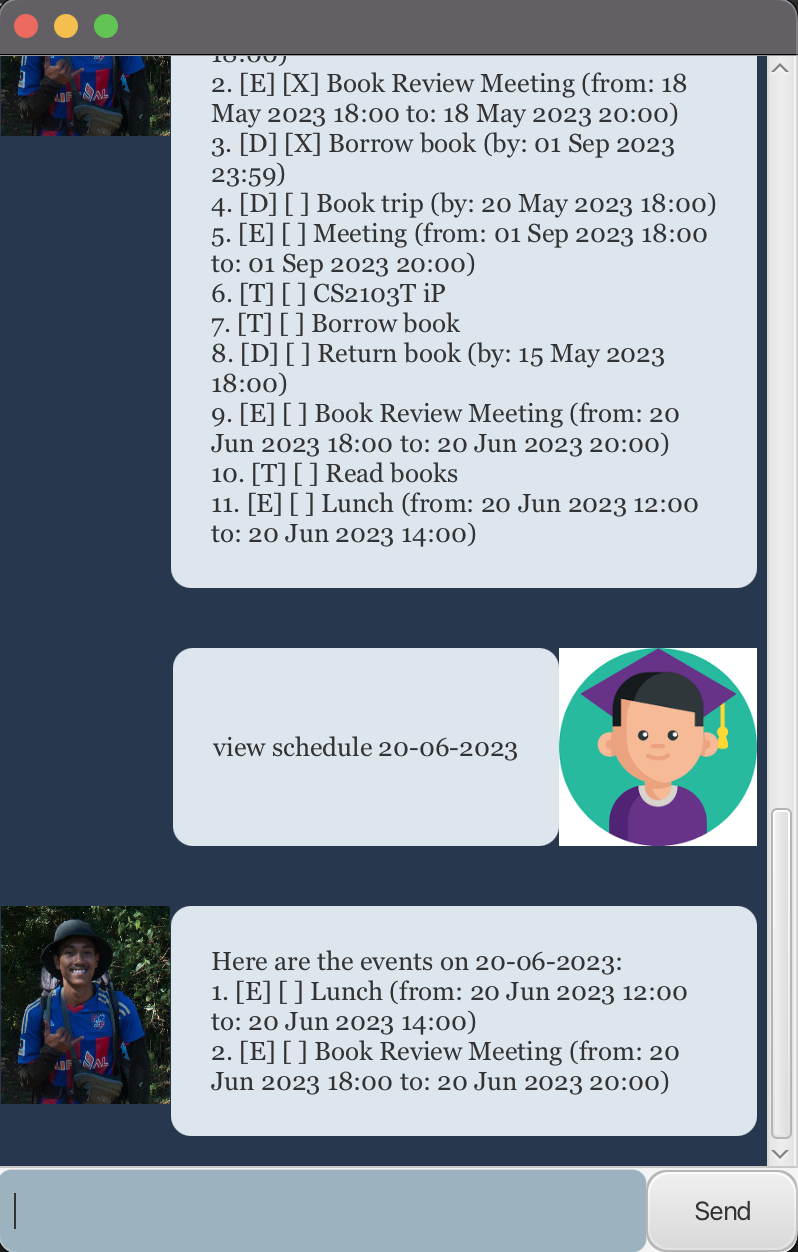 18:00)
2. [E] [X] Book Review Meeting (from: 18
May 2023 18:00 to: 18 May 2023 20:00)
3. [D] [X] Borrow book (by: 01 Sep 2023
23:59)
4. [D] [ ] Book trip (by: 20 May 2023 18:00)
5. [E] [ ] Meeting (from: 01 Sep 2023 18:00
to: 01 Sep 2023 20:00)
6. [T] [ ] CS2103T iP
7. [T] [ ] Borrow book
8. [D] [ ] Return book (by: 15 May 2023
18:00)
9. [E] [ ] Book Review Meeting (from: 20
Jun 2023 18:00 to: 20 Jun 2023 20:00)
10. [T] [ ] Read books
11. [E] [ ] Lunch (from: 20 Jun 2023 12:00
to: 20 Jun 2023 14:00)
view schedule 20-06-2023
Here are the events on 20-06-2023:
1. [E] [ ] Lunch (from: 20 Jun 2023 12:00
to: 20 Jun 2023 14:00)
2. [E] [ ] Book Review Meeting (from: 20
Jun 2023 18:00 to: 20 Jun 2023 20:00)
Send